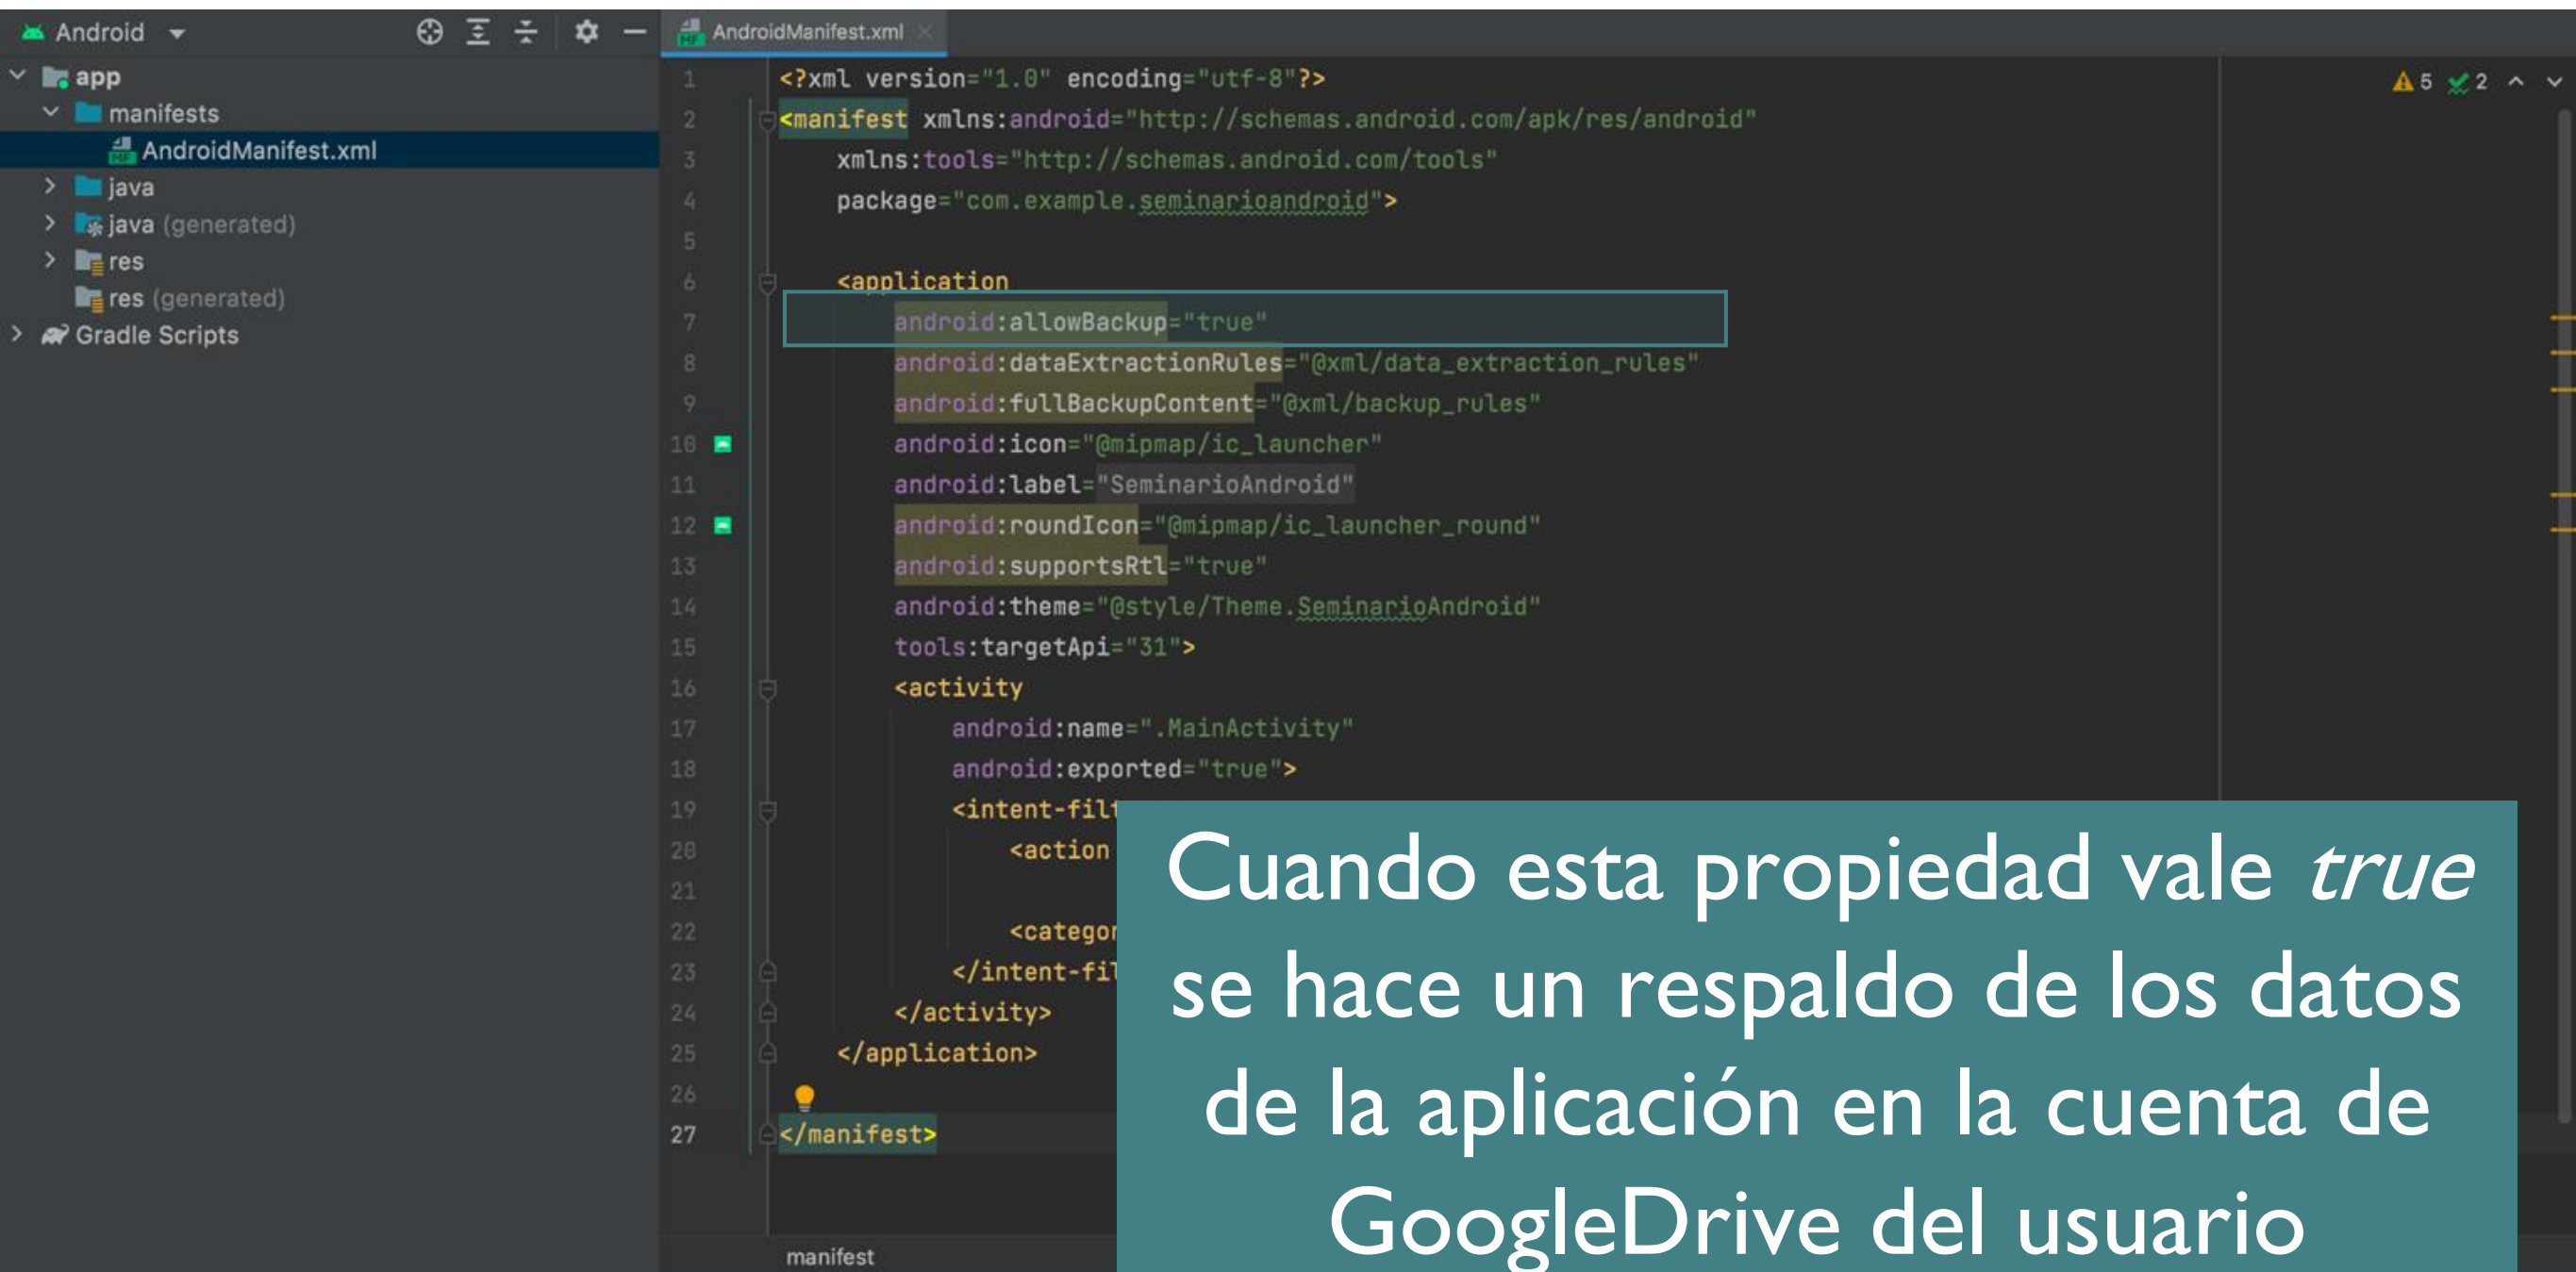 Android
AndroidManifest.xml
app
manifests
AndroidManifest.xml
java
java (generated)
res
res (generated)
Gradle Scripts
5 2
1 <?xml version="1.0" encoding="utf-8"?>
2 <manifest xmlns:android="http://schemas.android.com/apk/res/android"
3 xmlns:tools="http://schemas.android.com/tools"
4 package="com.example.seminarioandroid">
5
6 <application
7 android:allowBackup="true"
8 android:dataExtractionRules="@xml/data_extraction_rules"
9 android:fullBackupContent="@xml/backup_rules"
10 android:icon="@mipmap/ic_launcher"
11 android:label="SeminarioAndroid"
12 android:roundIcon="@mipmap/ic_launcher_round"
13 android:supportsRtl="true"
14 android:theme="@style/Theme.SeminarioAndroid"
15 tools:targetApi="31">
16 <activity
17 android:name=".MainActivity"
18 android:exported="true">
19 <intent-filt
20 <action
21
22 <categor
23 </intent-fil
24 </activity>
25 </application>
26
27 </manifest>
manifest
Cuando esta propiedad vale true
se hace un respaldo de los datos
de la aplicación en la cuenta de
GoogleDrive del usuario